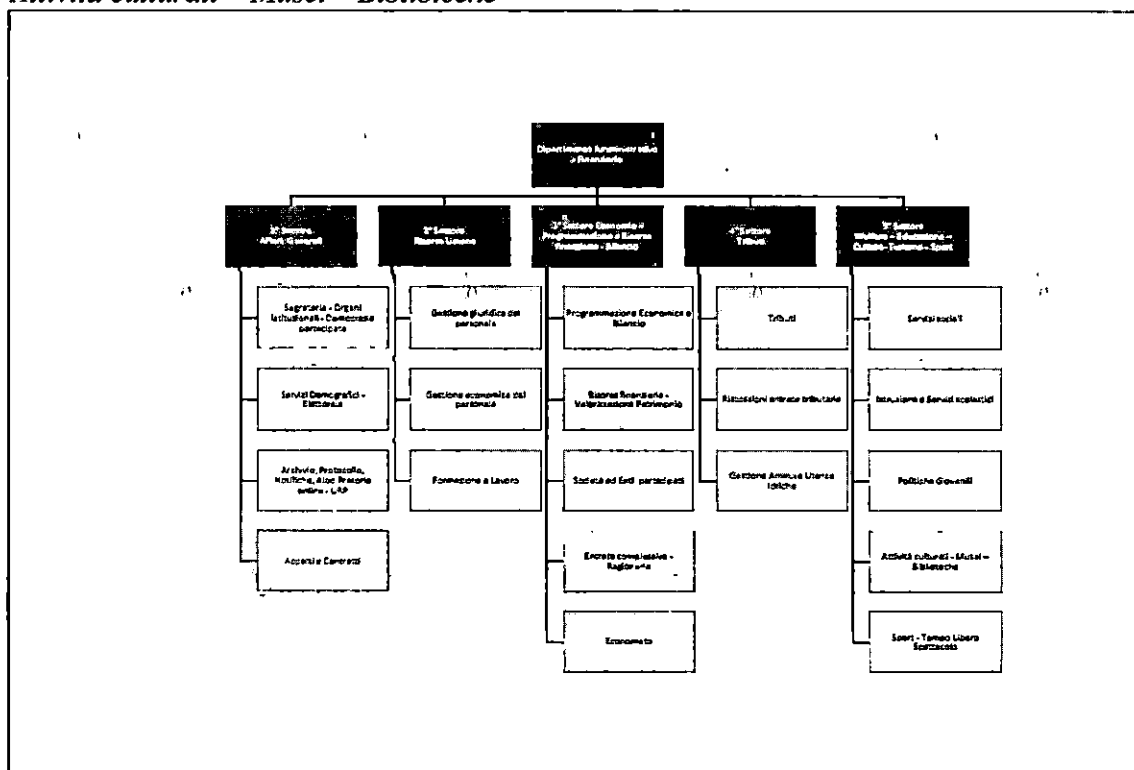 Attività culturali – Musei – Biblioteche
Dipartimento Amministrativo
e Finanziario
1° Settore
Affari Generali
2° Settore
Risorse Umane
3° Settore Economia e
Programmazione e Risorse
Finanziarie - Bilancio
4° Settore
Tributi
5° Settore
Welfare - Educazione -
Cultura - Turismo - Sport
Segreteria - Organi
Istituzionali - Democrazia
partecipata
Servizi Demografici -
Elettorale
Archivio, Protocollo,
Notifiche, Albo Pretorio
online - URP
Appalti e Contratti
Gestione giuridica del
personale
Gestione economica del
personale
Formazione e Lavoro
Programmazione Economica e
Bilancio
Risorse finanziarie -
Valorizzazione Patrimonio
Società ed Enti partecipati
Entrate complessive -
Ragioneria
Economato
Tributi
Riscossioni entrate tributarie
Gestione Amm.va Utenze
Idriche
Servizi sociali
Istruzione e Servizi scolastici
Politiche Giovanili
Attività culturali - Musei –
Biblioteche
Sport - Tempo Libero
Spettacolo